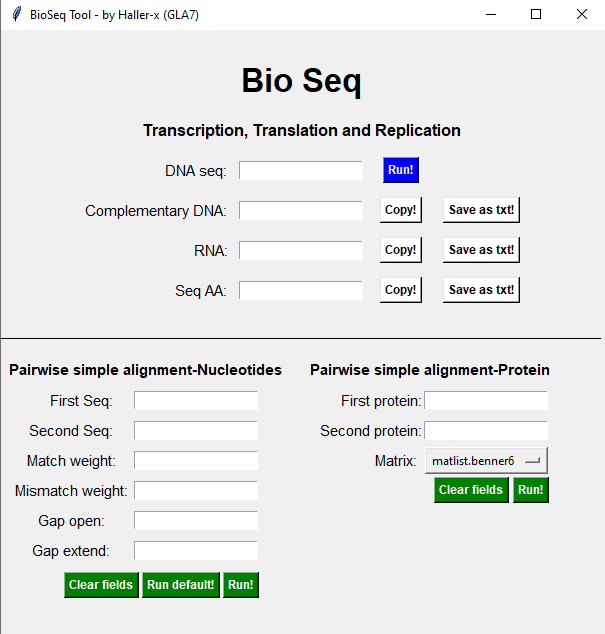 BioSeq Tool - by Haller-x (GLA7)
Bio Seq
Transcription, Translation and Replication
DNA seq: Run!
Complementary DNA: Copy! Save as txt!
RNA: Copy! Save as txt!
Seq AA: Copy! Save as txt!
Pairwise simple alignment-Nucleotides
First Seq:
Second Seq:
Match weight:
Mismatch weight:
Gap open:
Gap extend:
Clear fields Run default! Run!
Pairwise simple alignment-Protein
First protein:
Second protein:
Matrix: matlist.benner6
Clear fields Run!